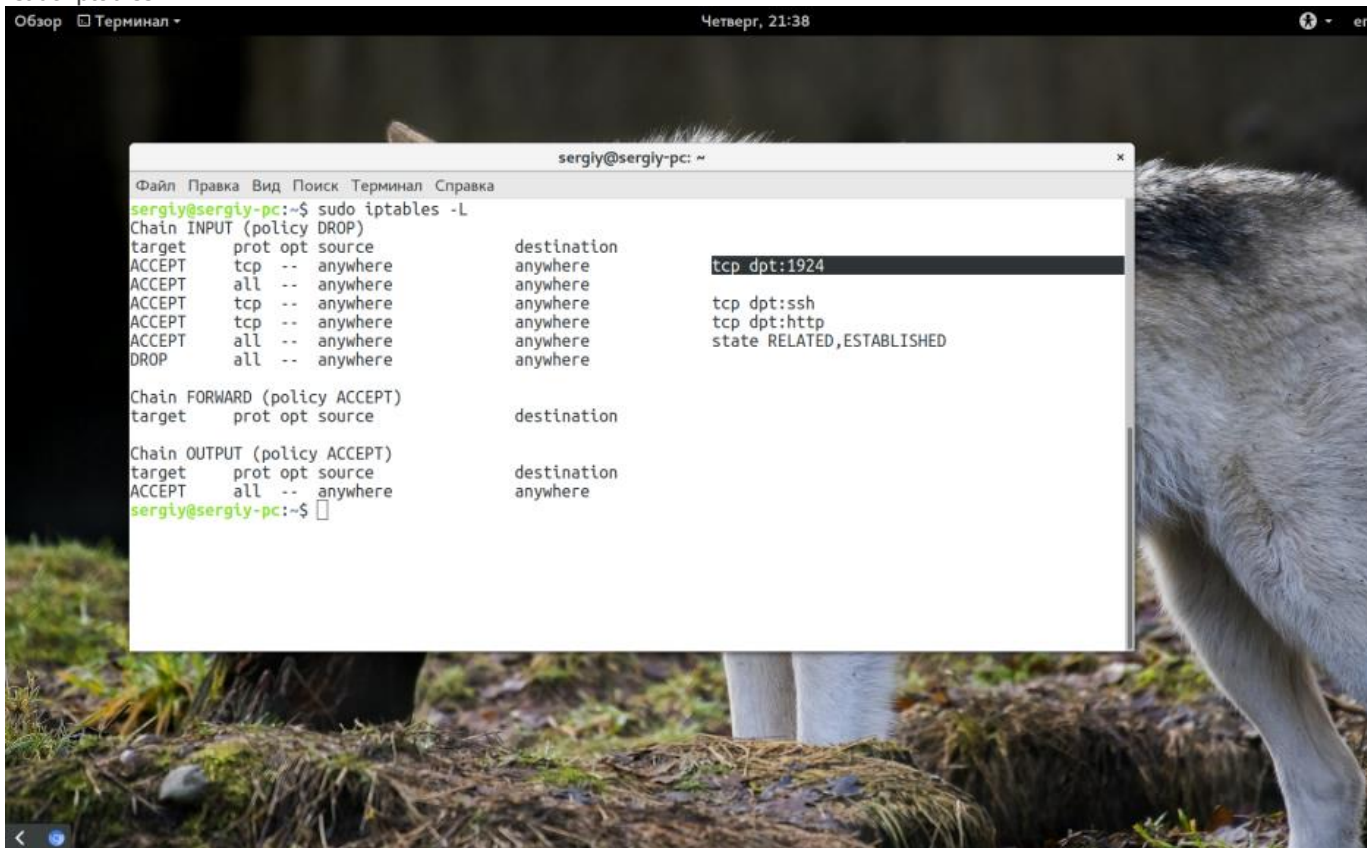 Обзор Терминал Четверг, 21:38
sergiy@sergiy-pc: ~ ×
Файл Правка Вид Поиск Терминал Справка
sergiy@sergiy-pc:~$ sudo iptables -L
Chain INPUT (policy DROP)
target prot opt source destination
ACCEPT tcp -- anywhere anywhere tcp dpt:1924
ACCEPT all -- anywhere anywhere
ACCEPT tcp -- anywhere anywhere tcp dpt:ssh
ACCEPT tcp -- anywhere anywhere tcp dpt:http
ACCEPT all -- anywhere anywhere state RELATED,ESTABLISHED
DROP all -- anywhere anywhere
Chain FORWARD (policy ACCEPT)
target prot opt source destination
Chain OUTPUT (policy ACCEPT)
target prot opt source destination
ACCEPT all -- anywhere anywhere
sergiy@sergiy-pc:~$